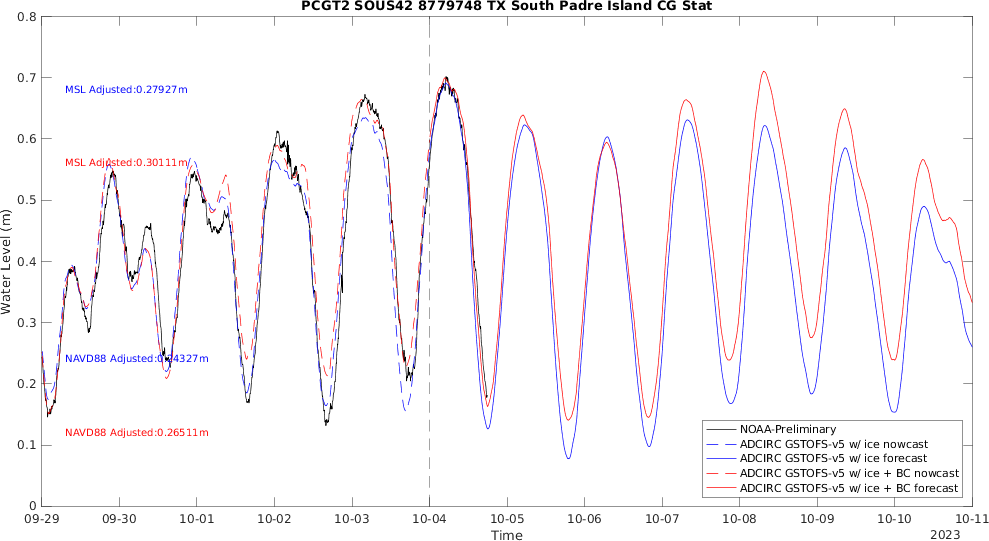 PCGT2 SOUS42 8779748 TX South Padre Island CG Stat
0.8
0.7
0.6
0.5
0.4
0.3
0.2
0.1
0
Water Level (m)
MSL Adjusted:0.27927m
MSL Adjusted:0.30111m
NAVD88 Adjusted:0.24327m
NAVD88 Adjusted:0.26511m
NOAA-Preliminary
ADCIRC GSTOFS-v5 w/ ice nowcast
ADCIRC GSTOFS-v5 w/ ice forecast
ADCIRC GSTOFS-v5 w/ ice + BC nowcast
ADCIRC GSTOFS-v5 w/ ice + BC forecast
09-29 09-30 10-01 10-02 10-03 10-04 10-05 10-06 10-07 10-08 10-09 10-10 10-11
Time
2023